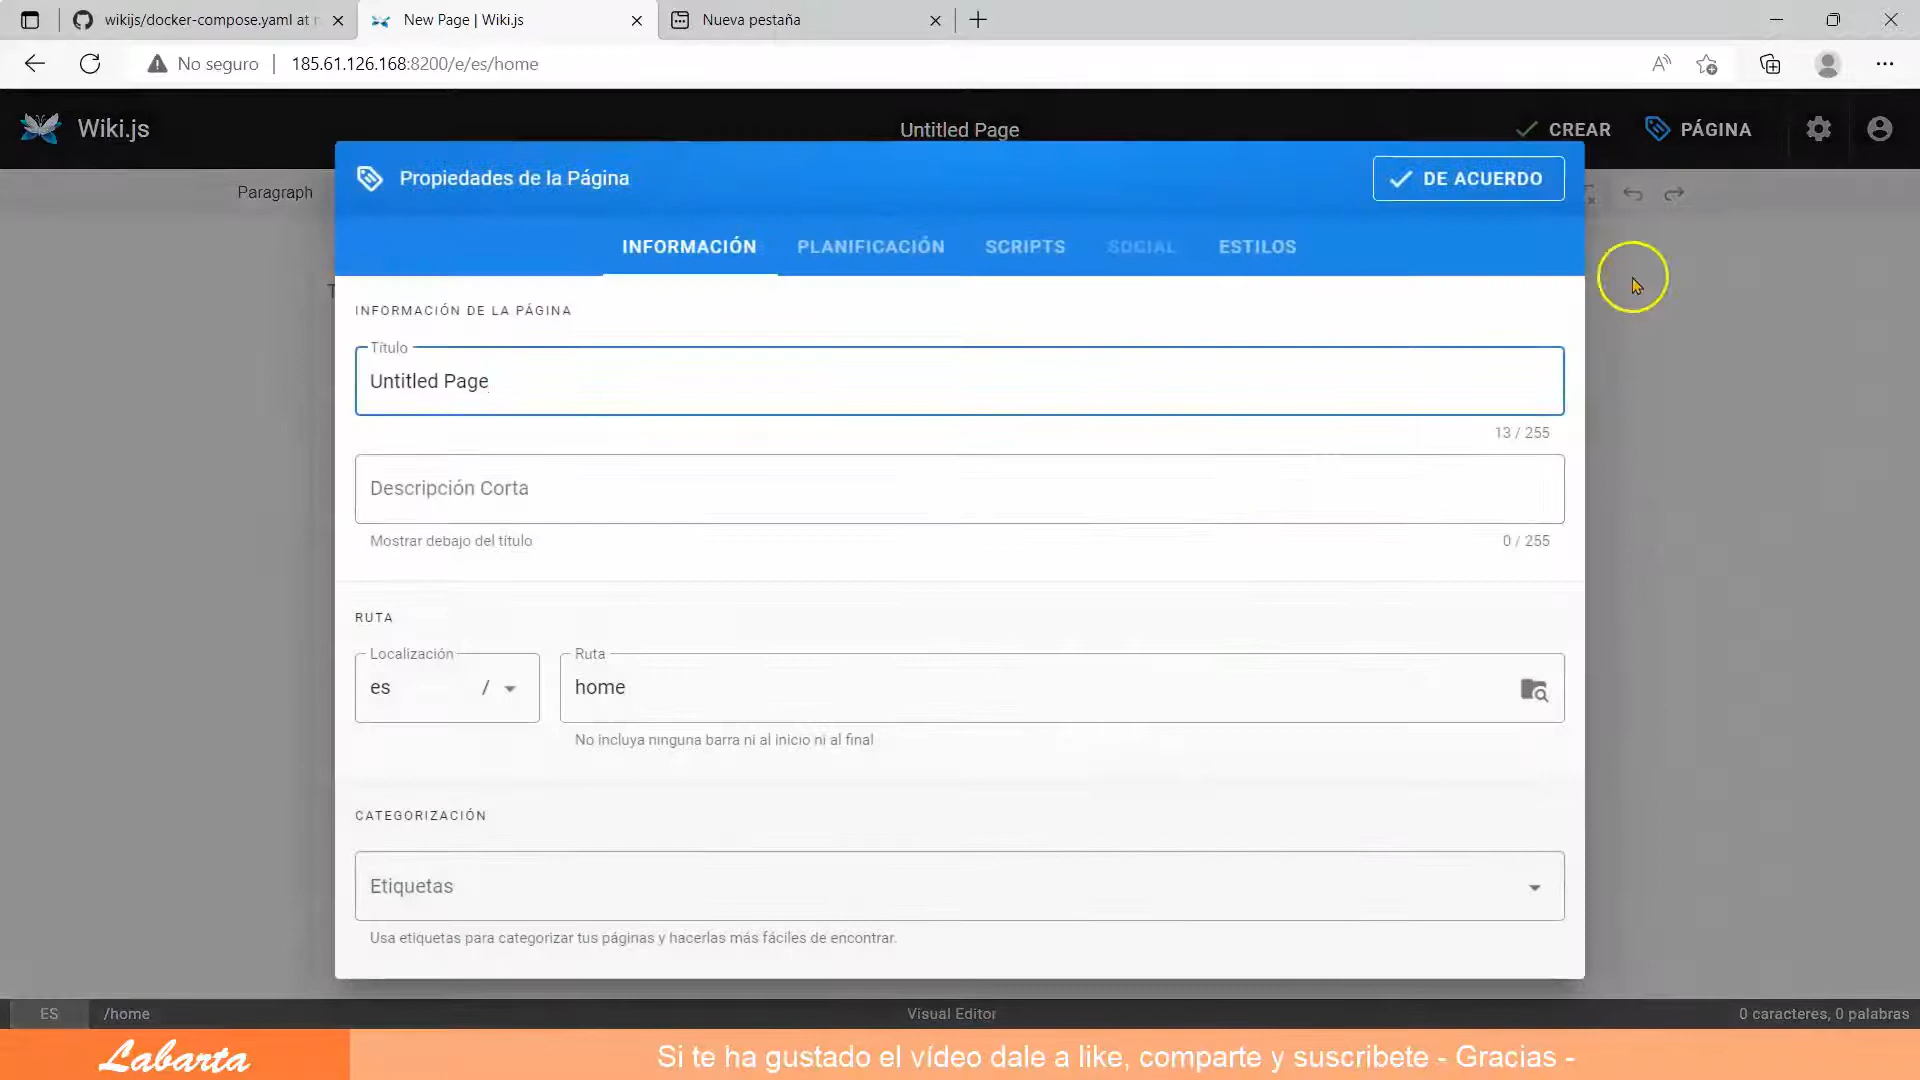 wikijs/docker-compose.yaml at
New Page | Wiki.js
Nueva pestaña
No seguro
185.61.126.168:8200/e/es/home
Wiki.js
Untitled Page
CREAR
PÁGINA
Paragraph
Propiedades de la Página
DE ACUERDO
INFORMACIÓN
PLANIFICACIÓN
SCRIPTS
SOCIAL
ESTILOS
INFORMACIÓN DE LA PÁGINA
Título
Untitled Page
13 / 255
Descripción Corta
Mostrar debajo del título
0 / 255
RUTA
Localización
es /
Ruta
home
No incluya ninguna barra ni al inicio ni al final
CATEGORIZACIÓN
Etiquetas
Usa etiquetas para categorizar tus páginas y hacerlas más fáciles de encontrar.
ES
/home
Visual Editor
0 caracteres, 0 palabras
Labarta
Si te ha gustado el vídeo dale a like, comparte y suscribete - Gracias -